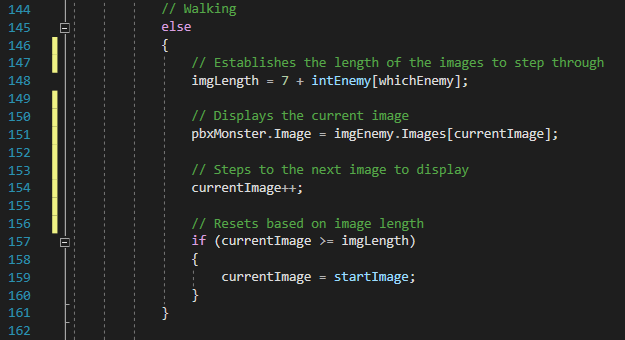 144 // Walking
145 else
146 {
147 // Establishes the length of the images to step through
148 imgLength = 7 + intEnemy[whichEnemy];
149
150 // Displays the current image
151 pbxMonster.Image = imgEnemy.Images[currentImage];
152
153 // Steps to the next image to display
154 currentImage++;
155
156 // Resets based on image length
157 if (currentImage >= imgLength)
158 {
159 currentImage = startImage;
160 }
161 }
162